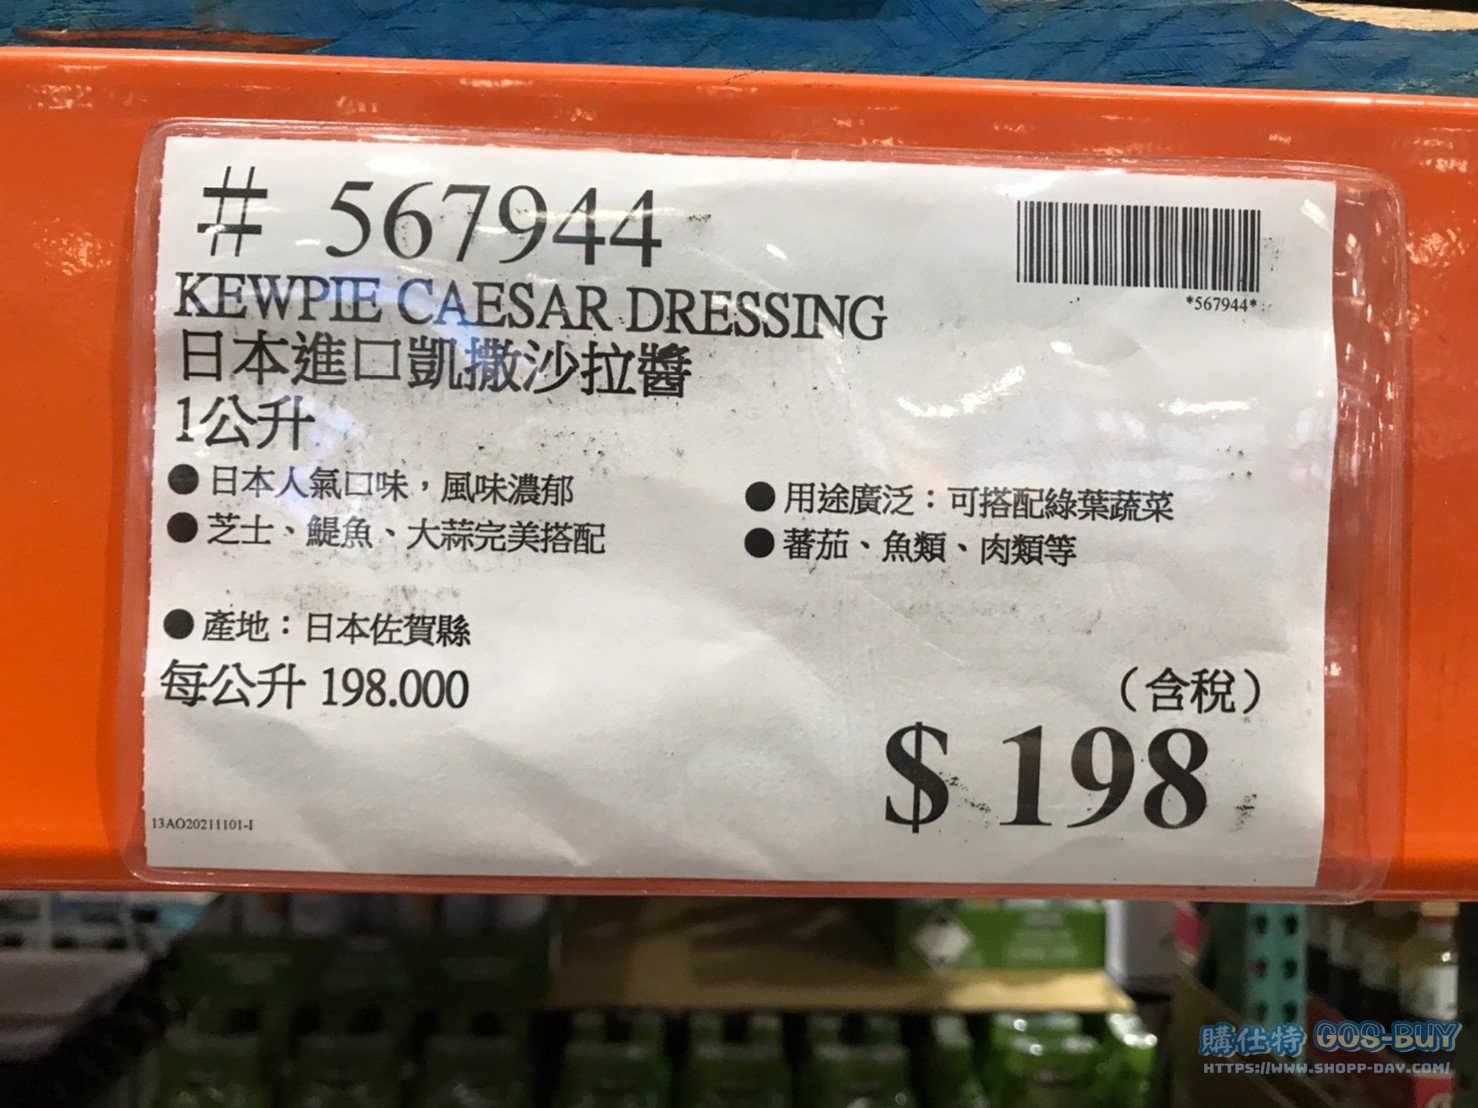 # 567944
*567944*
KEWPIE CAESAR DRESSING
日本進口凱撒沙拉醬
1公升
●日本人氣口味，風味濃郁
●芝士、鯷魚、大蒜完美搭配
●用途廣泛：可搭配綠葉蔬菜
●蕃茄、魚類、肉類等
●產地：日本佐賀縣
每公升 198.000
（含稅）
$ 198
13AO20211101-I
購仕特 GOS-BUY
HTTPS://WWW.SHOPP-DAY.COM/